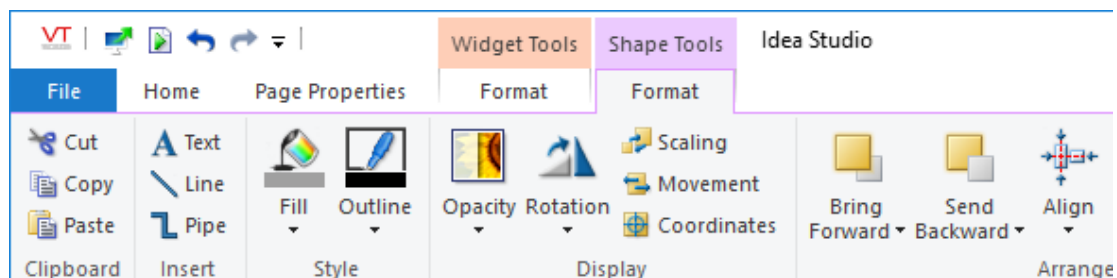 VT
Widget Tools Shape Tools Idea Studio
File Home Page Properties Format Format
Cut Text Scaling
Copy Line Movement
Paste Pipe Fill Outline Opacity Rotation Coordinates Bring Forward Send Backward Align
Clipboard Insert Style Display Arrange